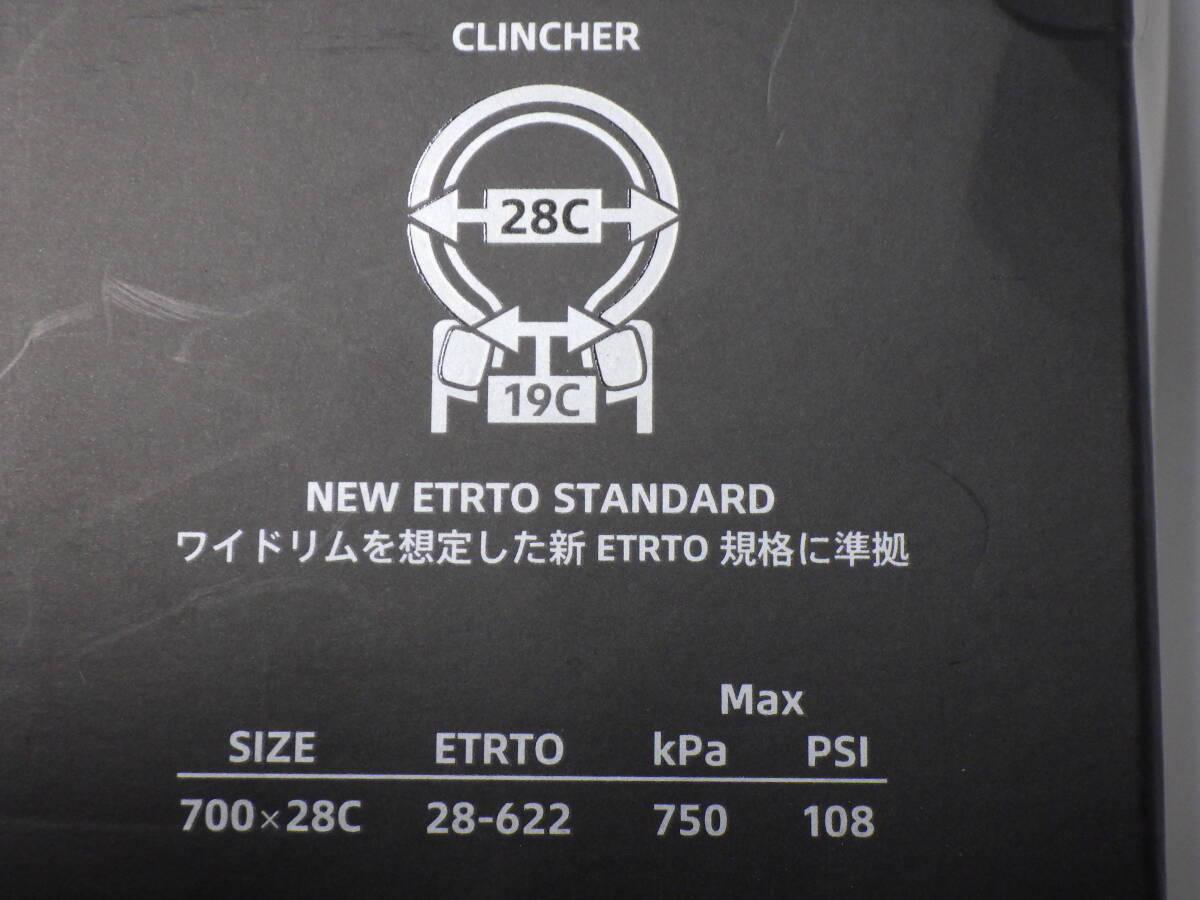 CLINCHER
28C
19C
NEW ETRTO STANDARD
ワイドリムを想定した新 ETRTO 規格に準拠
Max
SIZE ETRTO kPa PSI
700×28C 28-622 750 108